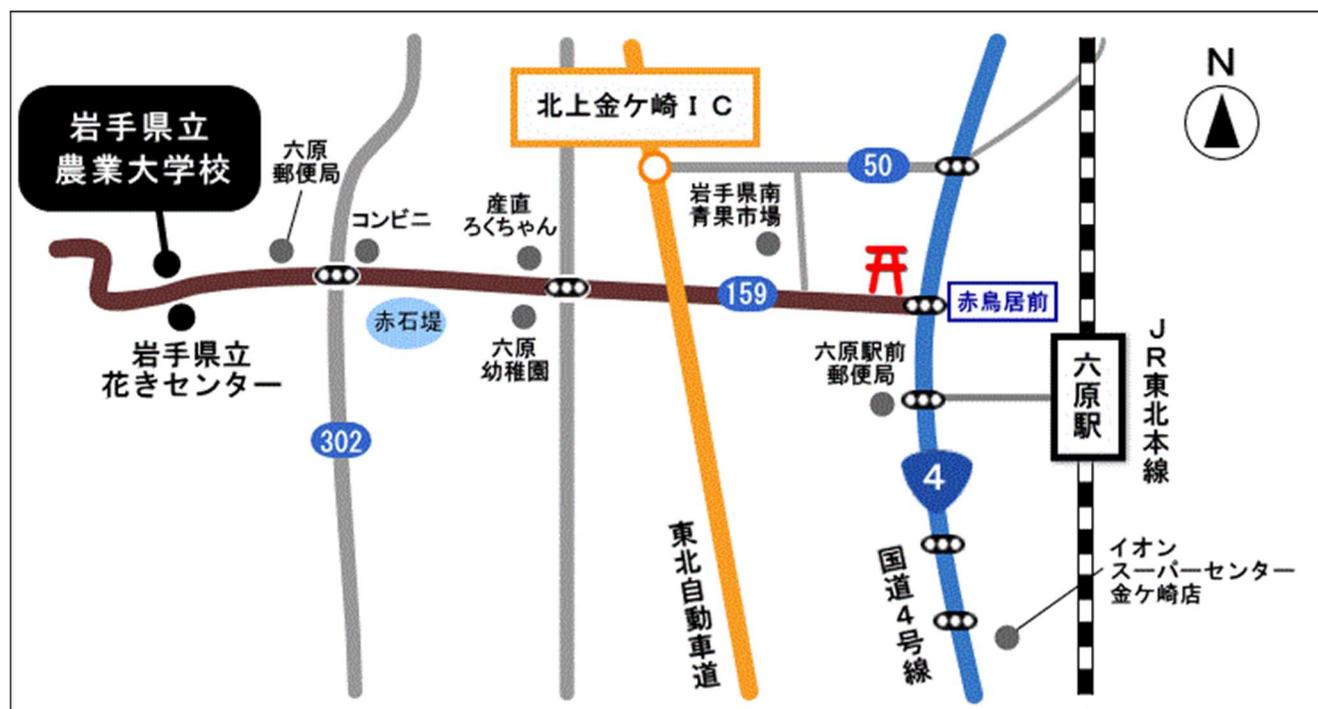 岩手県立
農業大学校
六原
郵便局
コンビニ
産直
ろくちゃん
北上金ケ崎IC
50
岩手県南
青果市場
N
159
赤鳥居前
赤石堤
岩手県立
花きセンター
六原
幼稚園
六原駅前
郵便局
六原駅
JR東北本線
302
4
東北自動車道
国道4号線
イオン
スーパーセンター
金ケ崎店